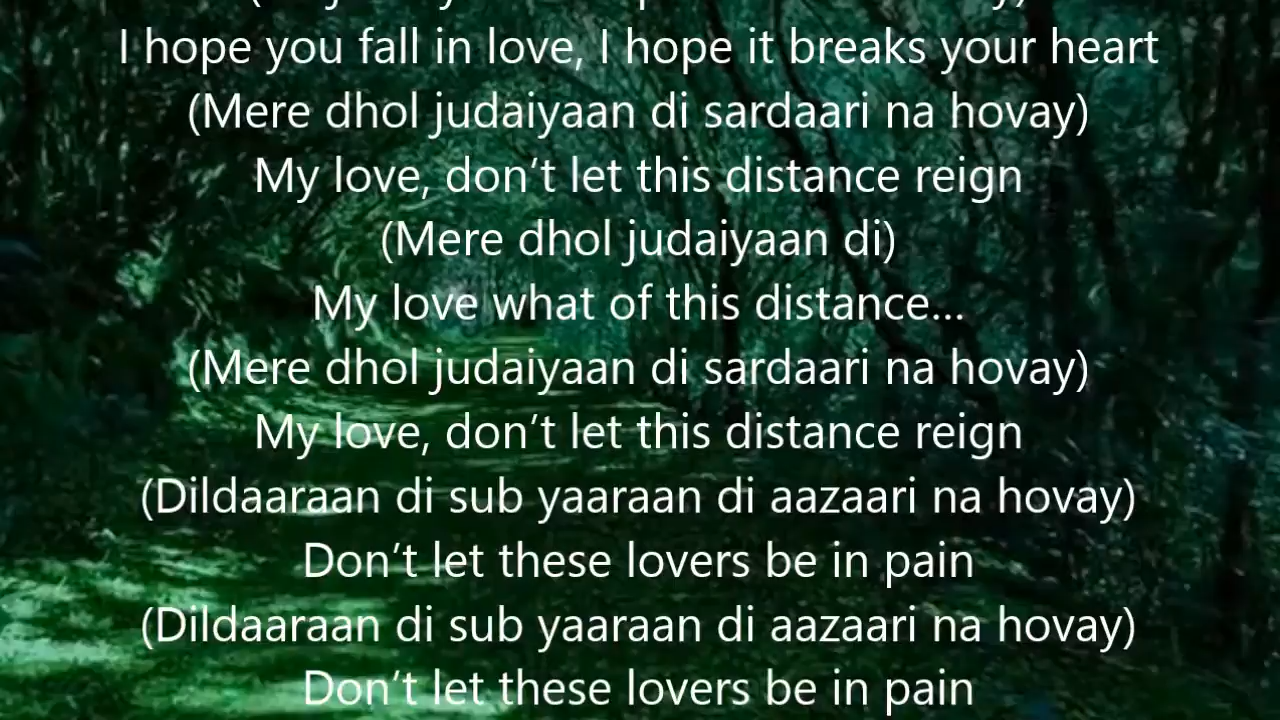 I hope you fall in love, I hope it breaks your heart
(Mere dhol judaiyaan di sardaari na hovay)
My love, don’t let this distance reign
(Mere dhol judaiyaan di)
My love what of this distance...
(Mere dhol judaiyaan di sardaari na hovay)
My love, don’t let this distance reign
(Dildaaraan di sub yaaraan di aazaari na hovay)
Don’t let these lovers be in pain
(Dildaaraan di sub yaaraan di aazaari na hovay)
Don’t let these lovers be in pain